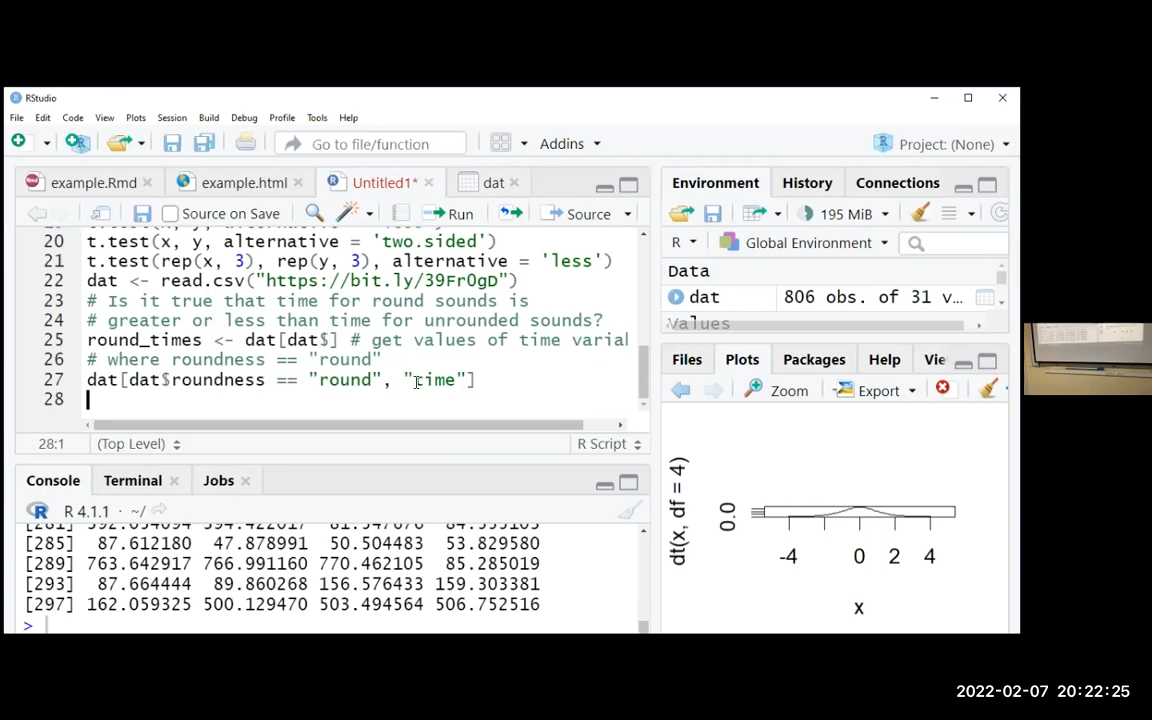 RStudio
File Edit Code View Plots Session Build Debug Profile Tools Help
Go to file/function Addins Project: (None)
example.Rmd example.html Untitled1* dat
Source on Save Run Source
20 t.test(x, y, alternative = 'two.sided')
21 t.test(rep(x, 3), rep(y, 3), alternative = 'less')
22 dat <- read.csv("https://bit.ly/39FrOgD")
23 # Is it true that time for round sounds is
24 # greater or less than time for unrounded sounds?
25 round_times <- dat[dat$] # get values of time variabl
26 # where roundness == "round"
27 dat[dat$roundness == "round", "time"]
28
28:1 (Top Level) R Script
Console Terminal Jobs
R 4.1.1 · ~/
[285] 87.612180 47.878991 50.504483 53.829580
[289] 763.642917 766.991160 770.462105 85.285019
[293] 87.664444 89.860268 156.576433 159.303381
[297] 162.059325 500.129470 503.494564 506.752516
>
Environment History Connections
195 MiB
R Global Environment
Data
dat 806 obs. of 31 v…
Values
Files Plots Packages Help Vie
Zoom Export
dt(x, df = 4)
0.0
-4 0 2 4
x
2022-02-07 20:22:25